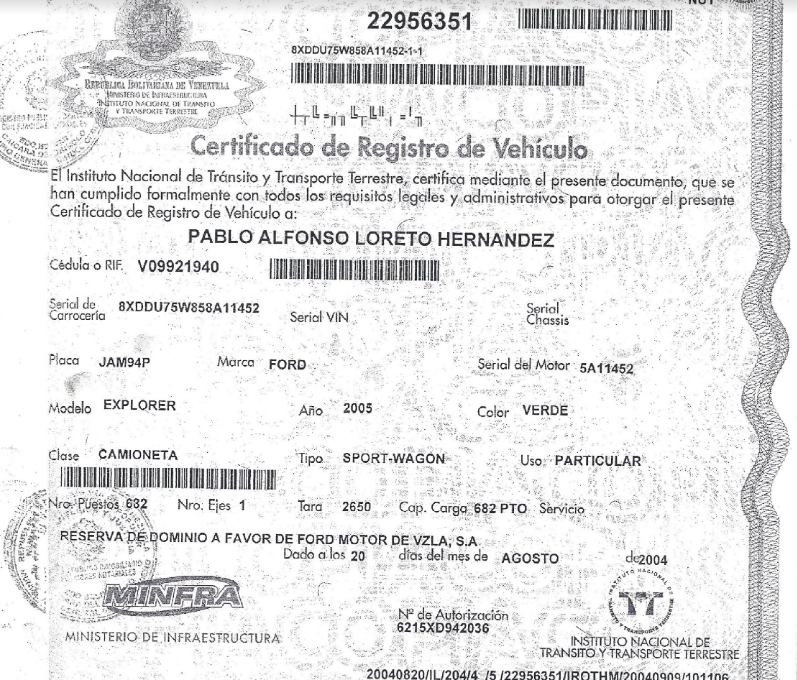 22956351
8XDDU75W858A11452-1-1
REPÚBLICA BOLIVARIANA DE VENEZUELA
MINISTERIO DE INFRAESTRUCTURA
INSTITUTO NACIONAL DE TRANSITO
Y TRANSPORTE TERRESTRE
Certificado de Registro de Vehículo
El Instituto Nacional de Tránsito y Transporte Terrestre, certifica mediante el presente documento, que se
han cumplido formalmente con todos los requisitos legales y administrativos para otorgar el presente
Certificado de Registro de Vehículo a:
PABLO ALFONSO LORETO HERNANDEZ
Cédula o RIF. V09921940
Serial de Carrocería 8XDDU75W858A11452 Serial VIN Serial Chassis
Placa JAM94P Marca FORD Serial del Motor 5A11452
Modelo EXPLORER Año 2005 Color VERDE
Clase CAMIONETA Tipo SPORT-WAGON Uso PARTICULAR
Nro. Puestos 632 Nro. Ejes 1 Tara 2650 Cap. Carga 682 PTO Servicio
RESERVA DE DOMINIO A FAVOR DE FORD MOTOR DE VZLA, S.A.
Dado a los 20 días del mes de AGOSTO de 2004
MINFRA
MINISTERIO DE INFRAESTRUCTURA
Nº de Autorización
6215XD942036
INSTITUTO NACIONAL DE
TRANSITO Y TRANSPORTE TERRESTRE
20040820/IL/204/4 /5 /22956351/IROTHM/20040909/101106